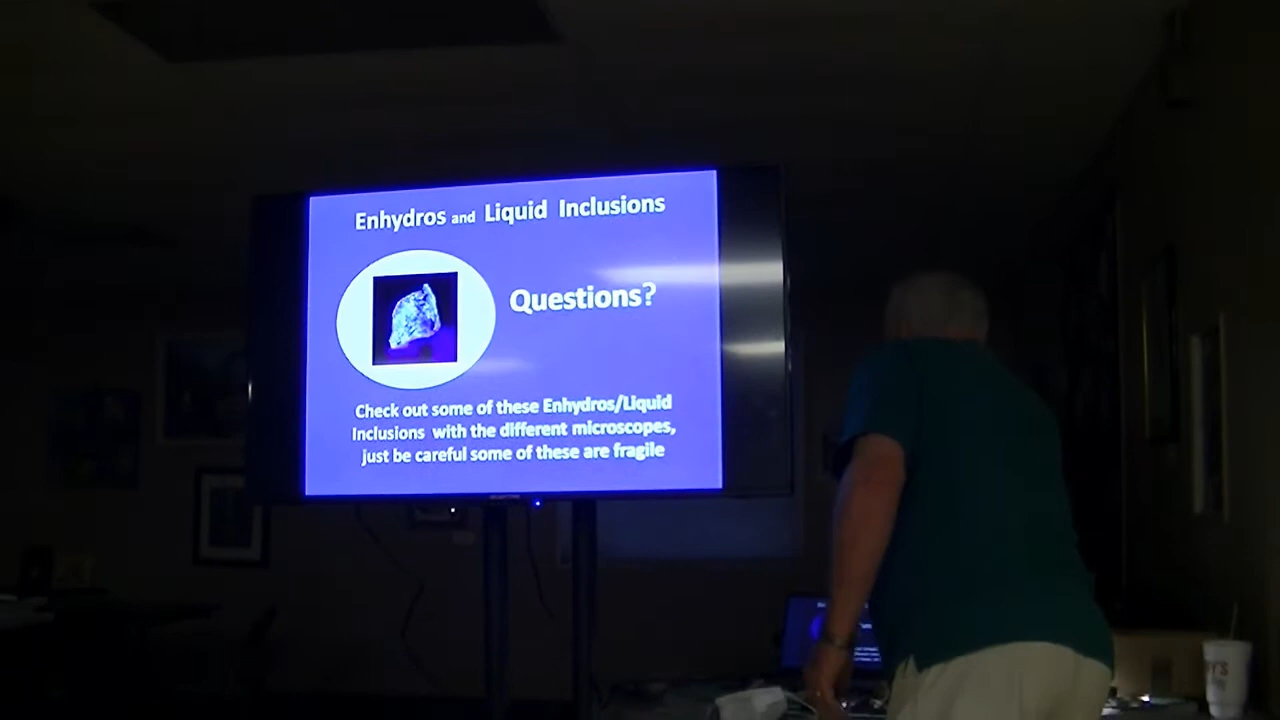 Enhydros and Liquid Inclusions
Questions?
Check out some of these Enhydros/Liquid
Inclusions with the different microscopes,
just be careful some of these are fragile